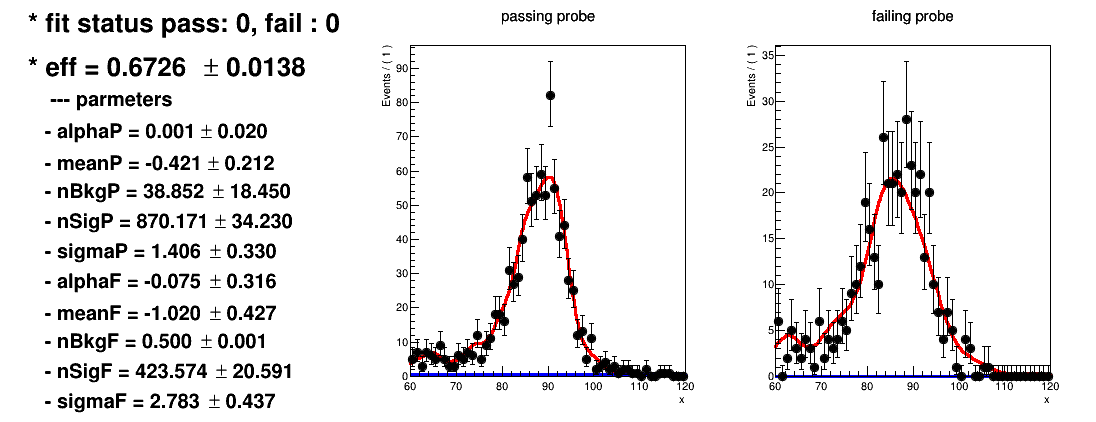 * fit status pass: 0, fail : 0
* eff = 0.6726 ± 0.0138
--- parmeters
- alphaP = 0.001 ± 0.020
- meanP = -0.421 ± 0.212
- nBkgP = 38.852 ± 18.450
- nSigP = 870.171 ± 34.230
- sigmaP = 1.406 ± 0.330
- alphaF = -0.075 ± 0.316
- meanF = -1.020 ± 0.427
- nBkgF = 0.500 ± 0.001
- nSigF = 423.574 ± 20.591
- sigmaF = 2.783 ± 0.437
passing probe
Events / ( 1 )
90
80
70
60
50
40
30
20
10
0
60 70 80 90 100 110 120
x
failing probe
Events / ( 1 )
35
30
25
20
15
10
5
0
60 70 80 90 100 110 120
x